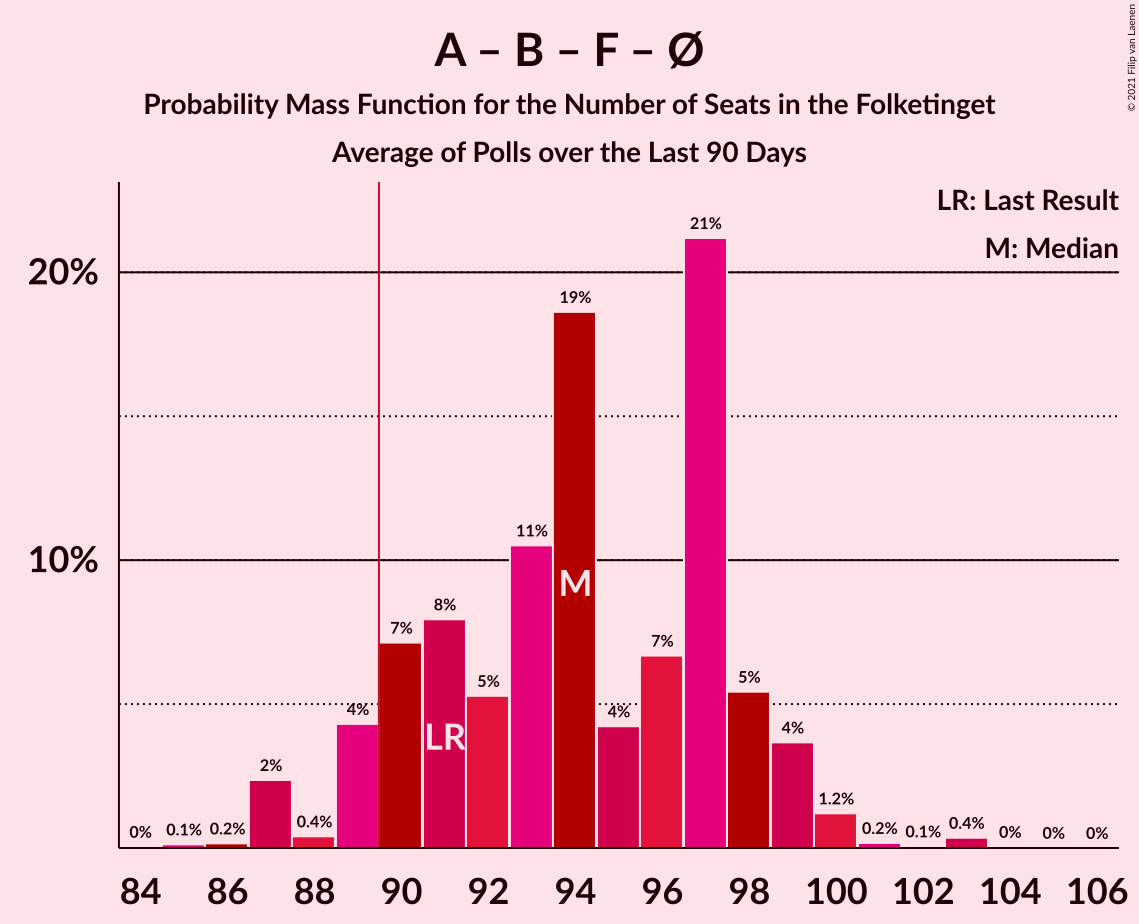 A – B – F – Ø
Probability Mass Function for the Number of Seats in the Folketinget
Average of Polls over the Last 90 Days
© 2021 Filip van Laenen
LR: Last Result
M: Median
20%
10%
0%
0.1%
0.2%
2%
0.4%
4%
7%
8%
5%
11%
19%
4%
7%
21%
5%
4%
1.2%
0.2%
0.1%
0.4%
0%
0%
0%
LR
M
84 86 88 90 92 94 96 98 100 102 104 106